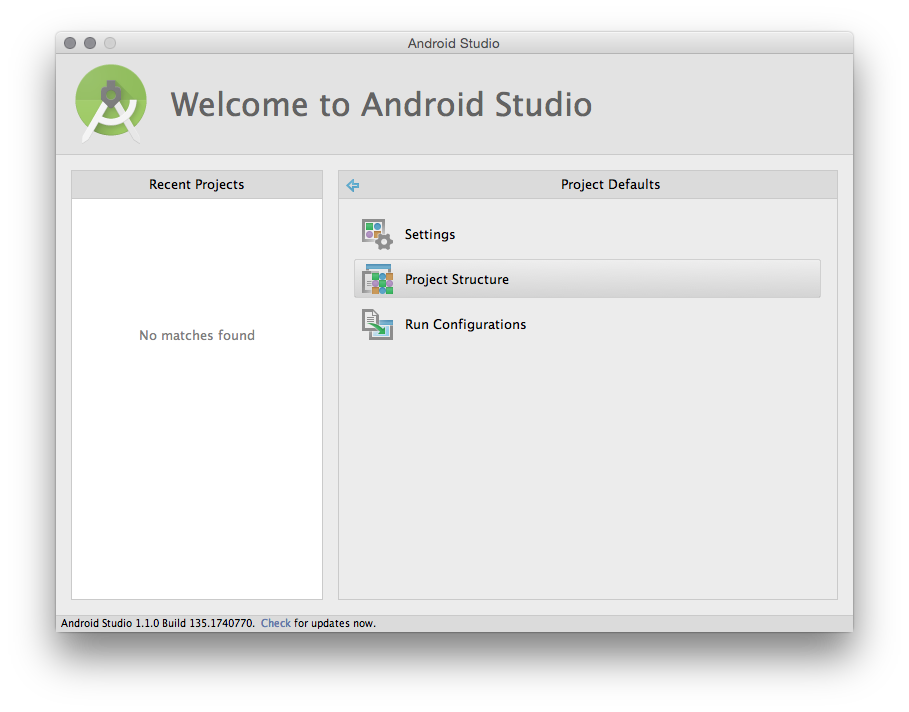 Android Studio
Welcome to Android Studio
Recent Projects
No matches found
Project Defaults
Settings
Project Structure
Run Configurations
Android Studio 1.1.0 Build 135.1740770. Check for updates now.